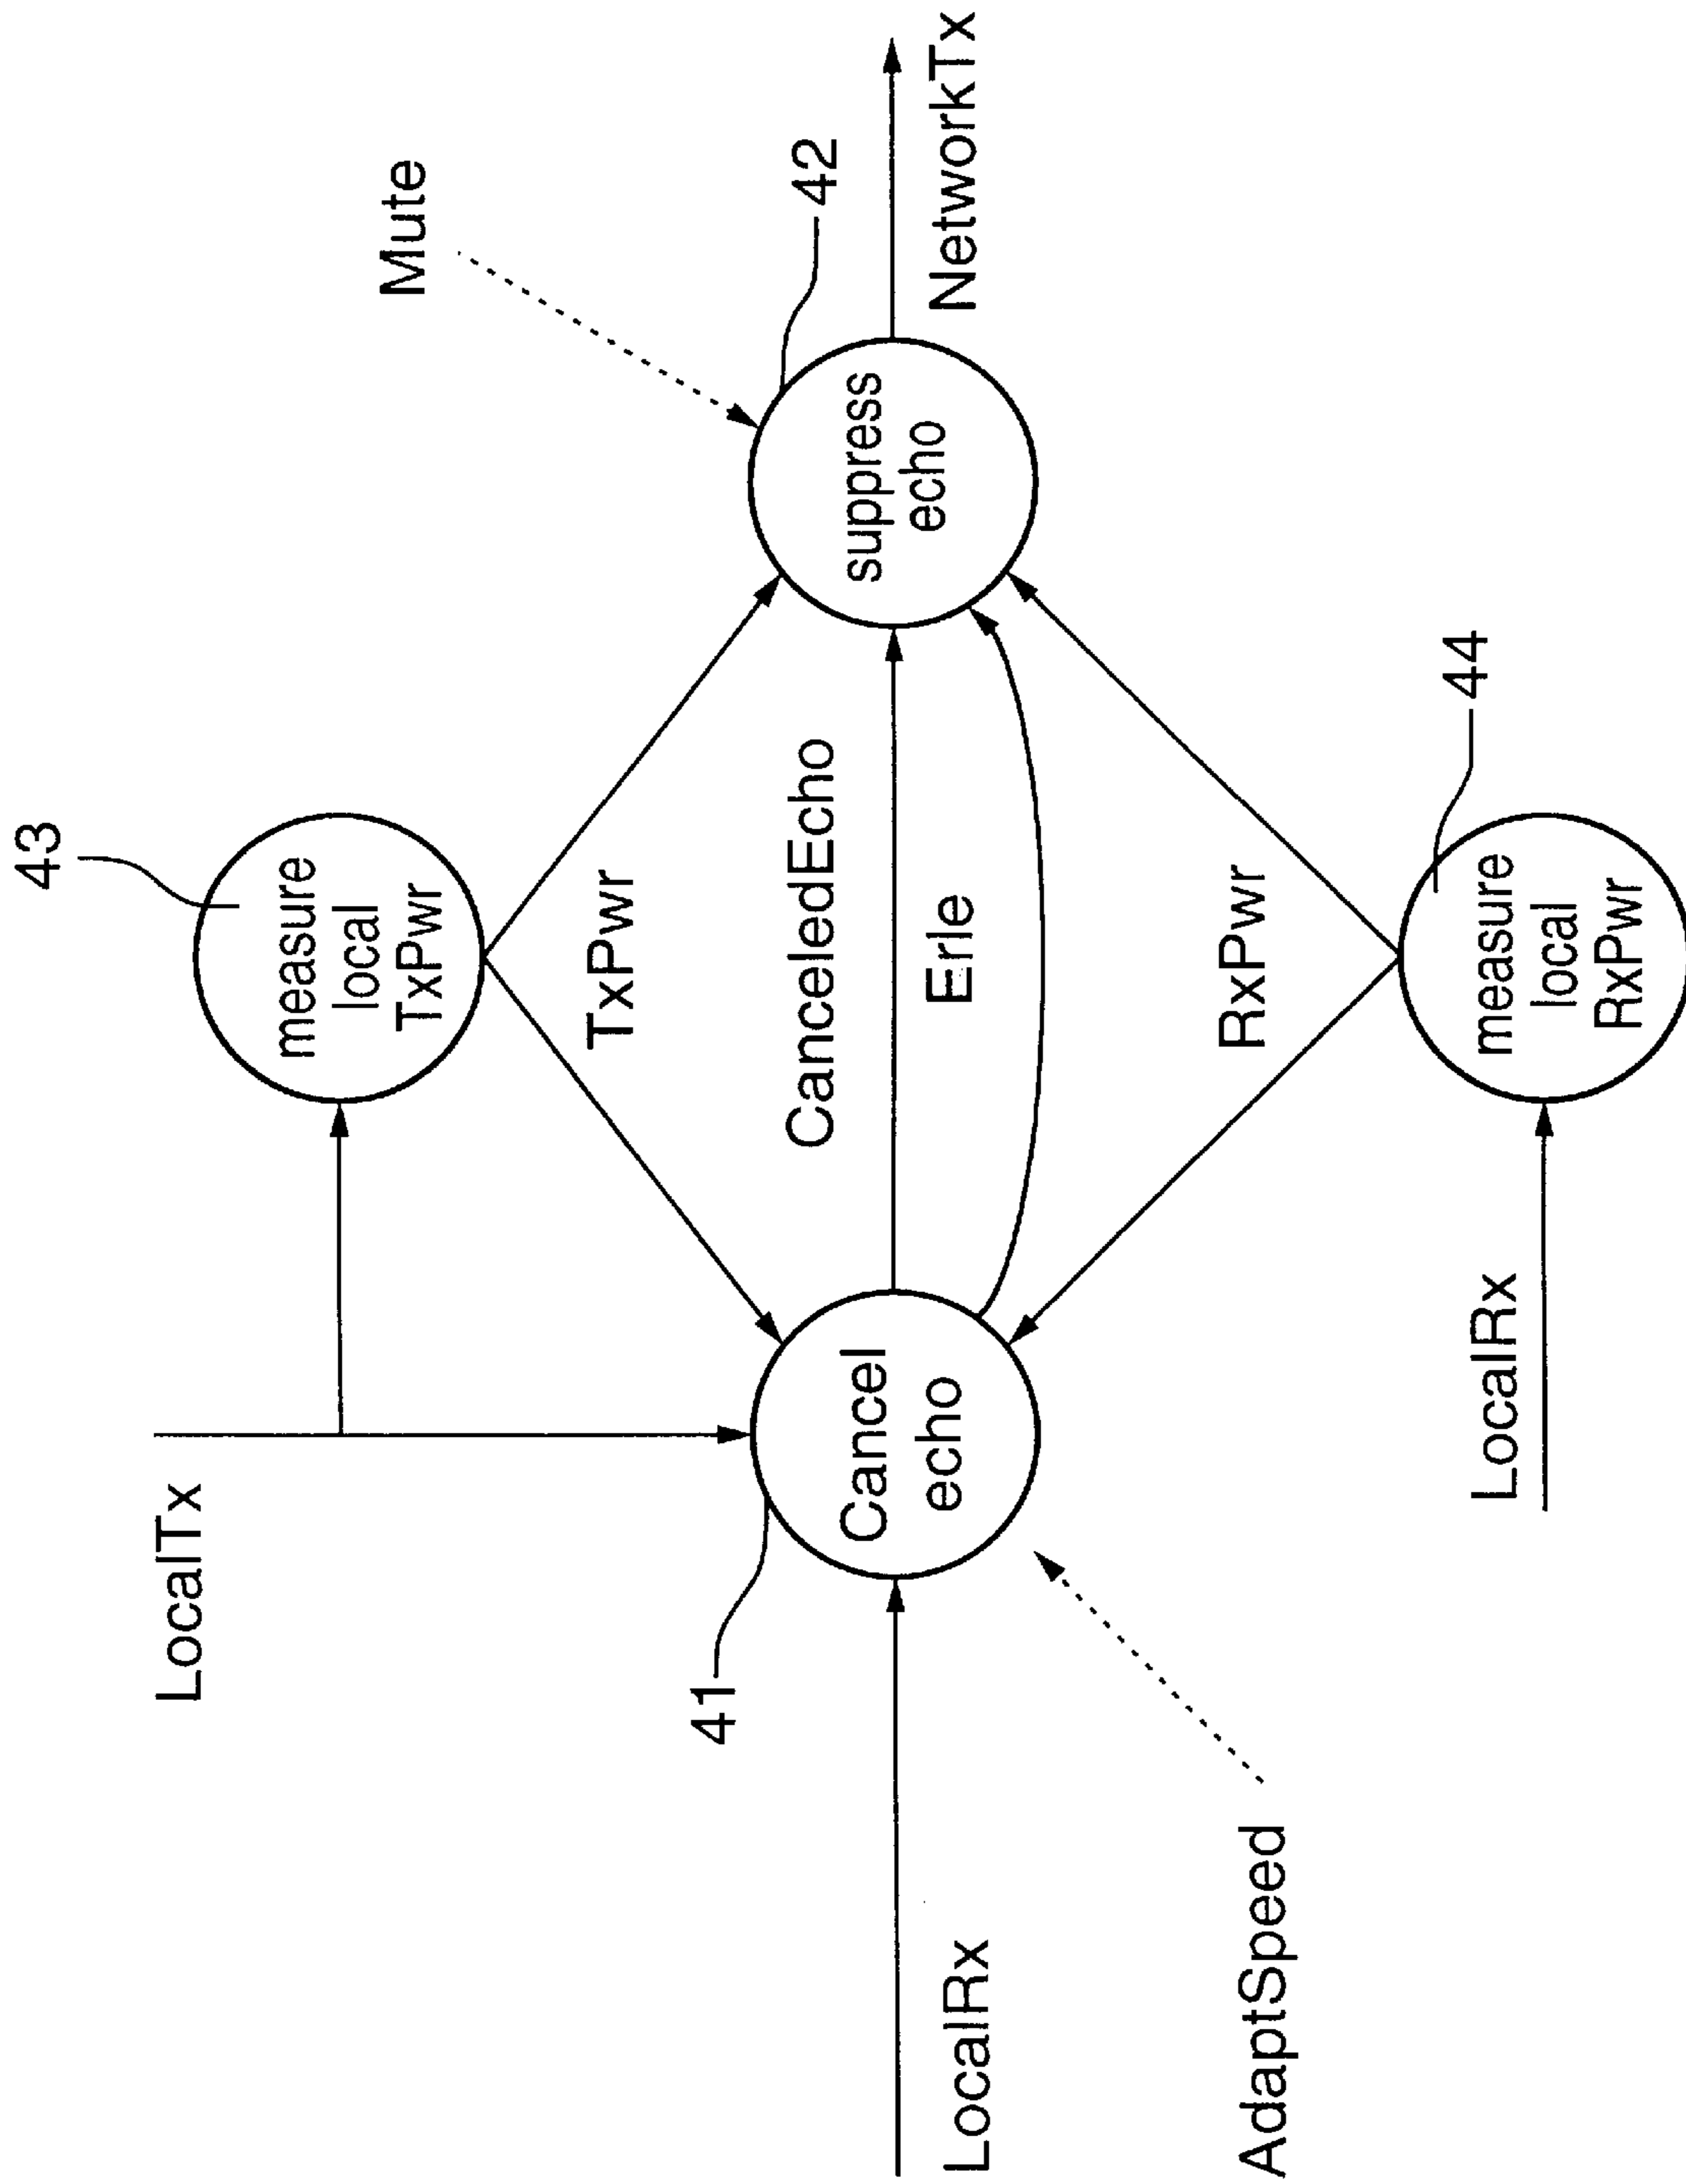 43
measure
local
TxPwr
Mute
42
LocalTx
TxPwr
suppress
echo
NetworkTx
41
CanceledEcho
Cancel
echo
Erle
LocalRx
AdaptSpeed
RxPwr
44
LocalRx
measure
local
RxPwr